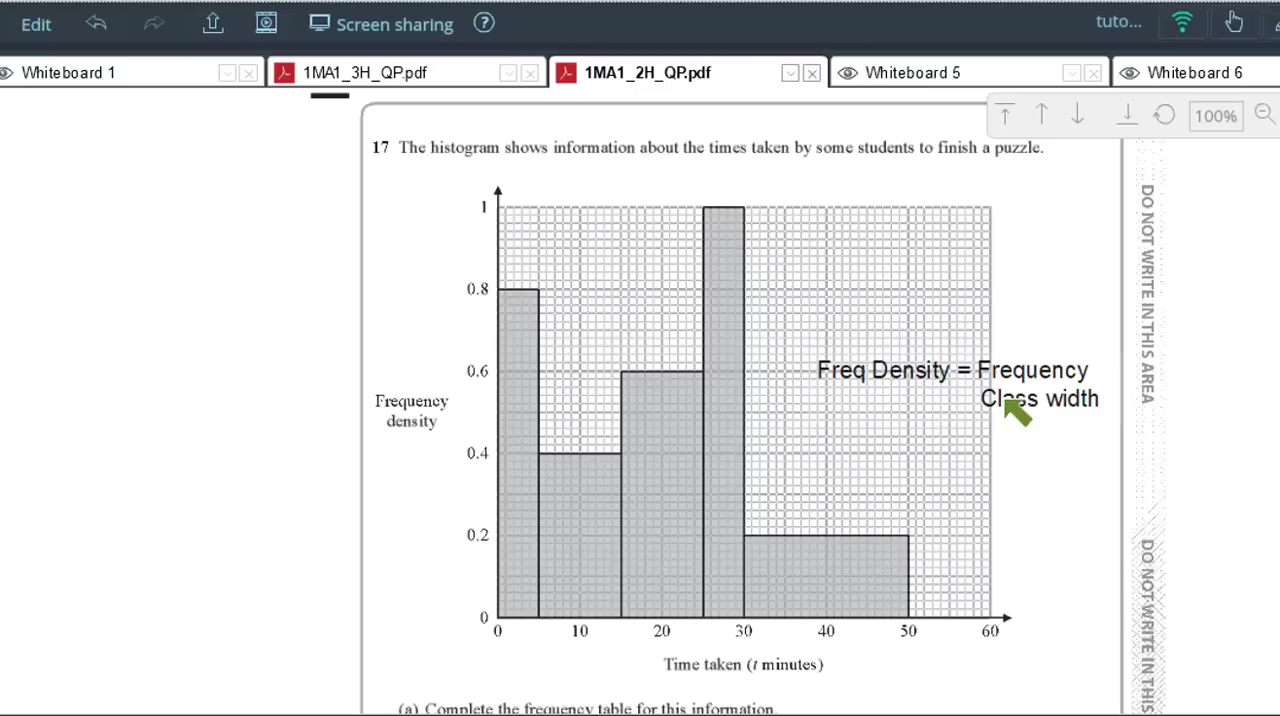 Edit
Screen sharing
tuto...
Whiteboard 1
1MA1_3H_QP.pdf
1MA1_2H_QP.pdf
Whiteboard 5
Whiteboard 6
100%
17 The histogram shows information about the times taken by some students to finish a puzzle.
1
0.8
0.6
0.4
0.2
0
Frequency
density
Freq Density = Frequency
Class width
0 10 20 30 40 50 60
Time taken (t minutes)
(a) Complete the frequency table for this information.
DO NOT WRITE IN THIS AREA
DO NOT WRITE IN THIS